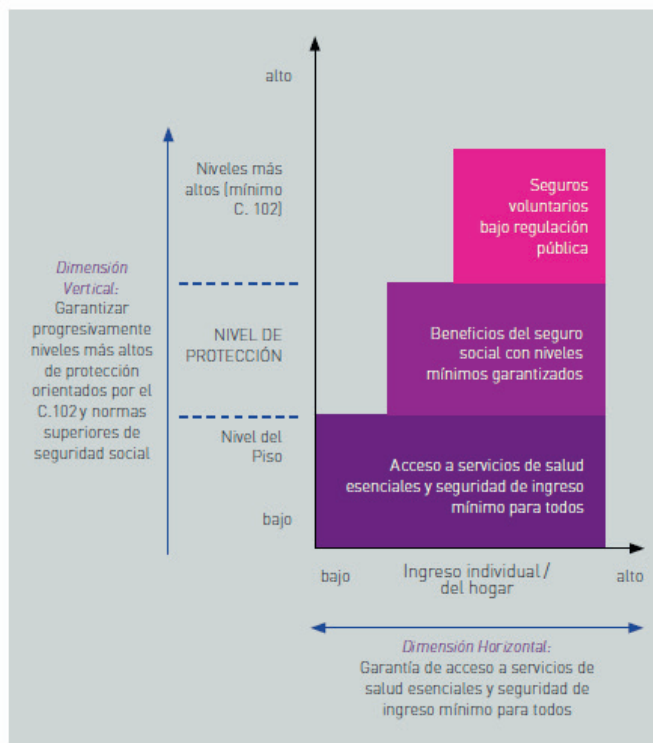 alto
Niveles más
altos (mínimo
C. 102)
Seguros
voluntarios
bajo regulación
pública
Dimensión
Vertical:
Garantizar
progresivamente
niveles más altos
de protección
orientados por el
C.102 y normas
superiores de
seguridad social
NIVEL DE
PROTECCIÓN
Beneficios del seguro
social con niveles
mínimos garantizados
Nivel del
Piso
Acceso a servicios de salud
esenciales y seguridad de ingreso
mínimo para todos
bajo
bajo
Ingreso individual /
del hogar
alto
Dimensión Horizontal:
Garantía de acceso a servicios de
salud esenciales y seguridad de
ingreso mínimo para todos